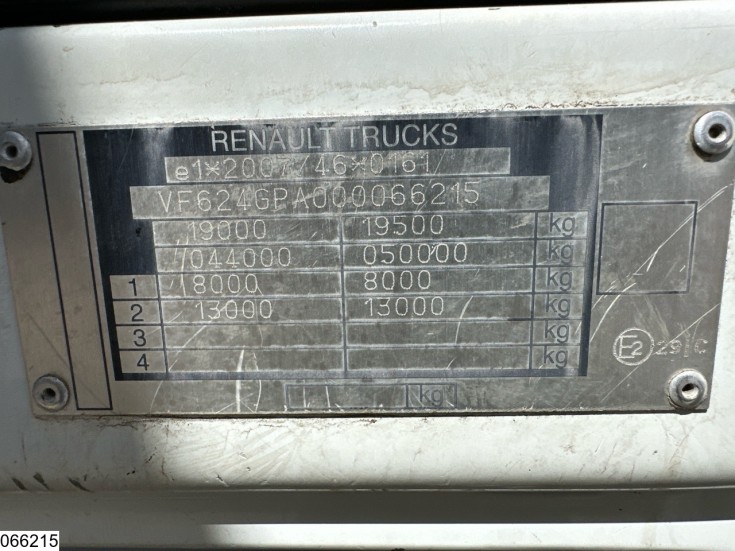 RENAULT TRUCKS
e1*2007/46*0161
VF624GPA000066215
19000 19500 kg
044000 050000 kg
1 8000 8000 kg
2 13000 13000 kg
3 kg
4 kg
kg
E2
066215